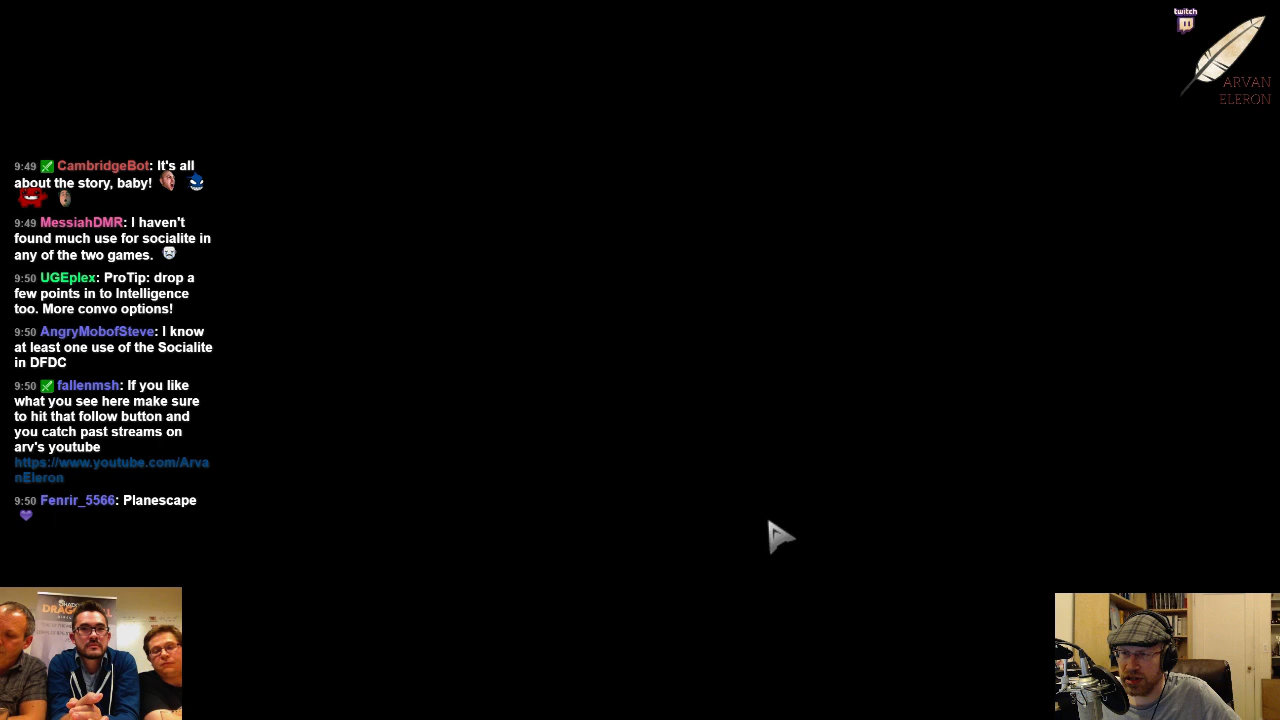 twitch
ARVAN
ELERON
9:49 CambridgeBot: It's all
about the story, baby!
9:49 MessiahDMR: I haven't
found much use for socialite in
any of the two games.
9:50 UGEplex: ProTip: drop a
few points in to Intelligence
too. More convo options!
9:50 AngryMobofSteve: I know
at least one use of the Socialite
in DFDC
9:50 fallenmsh: If you like
what you see here make sure
to hit that follow button and
you catch past streams on
arv's youtube
https://www.youtube.com/Arva
nEleron
9:50 Fenrir_5566: Planescape